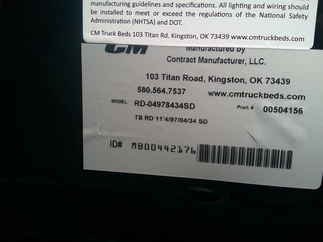 manufacturing guidelines and specifications. All lighting and wiring should
be installed to meet or exceed the regulations of the National Safety
Administration (NHTSA) and DOT.
CM Truck Beds 103 Titan Rd. Kingston, OK 73439 www.cmtruckbeds.com
CM Manufactured by
Contract Manufacturer, LLC.
103 Titan Road, Kingston, OK 73439
580.564.7537 www.cmtruckbeds.com
MODEL RD-04978434SD Part # 00504156
TB RD 11'4/97/84/34 SD
ID# MB00442176